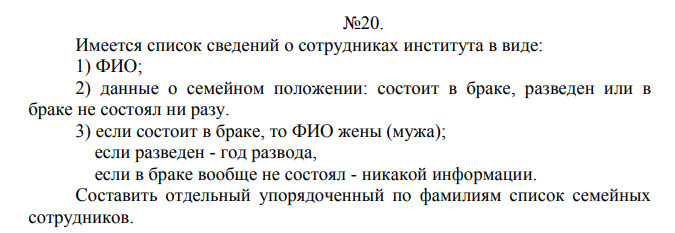 №20.
Имеется список сведений о сотрудниках института в виде:
1) ФИО;
2) данные о семейном положении: состоит в браке, разведен или в
браке не состоял ни разу.
3) если состоит в браке, то ФИО жены (мужа);
если разведен - год развода,
если в браке вообще не состоял - никакой информации.
Составить отдельный упорядоченный по фамилиям список семейных
сотрудников.